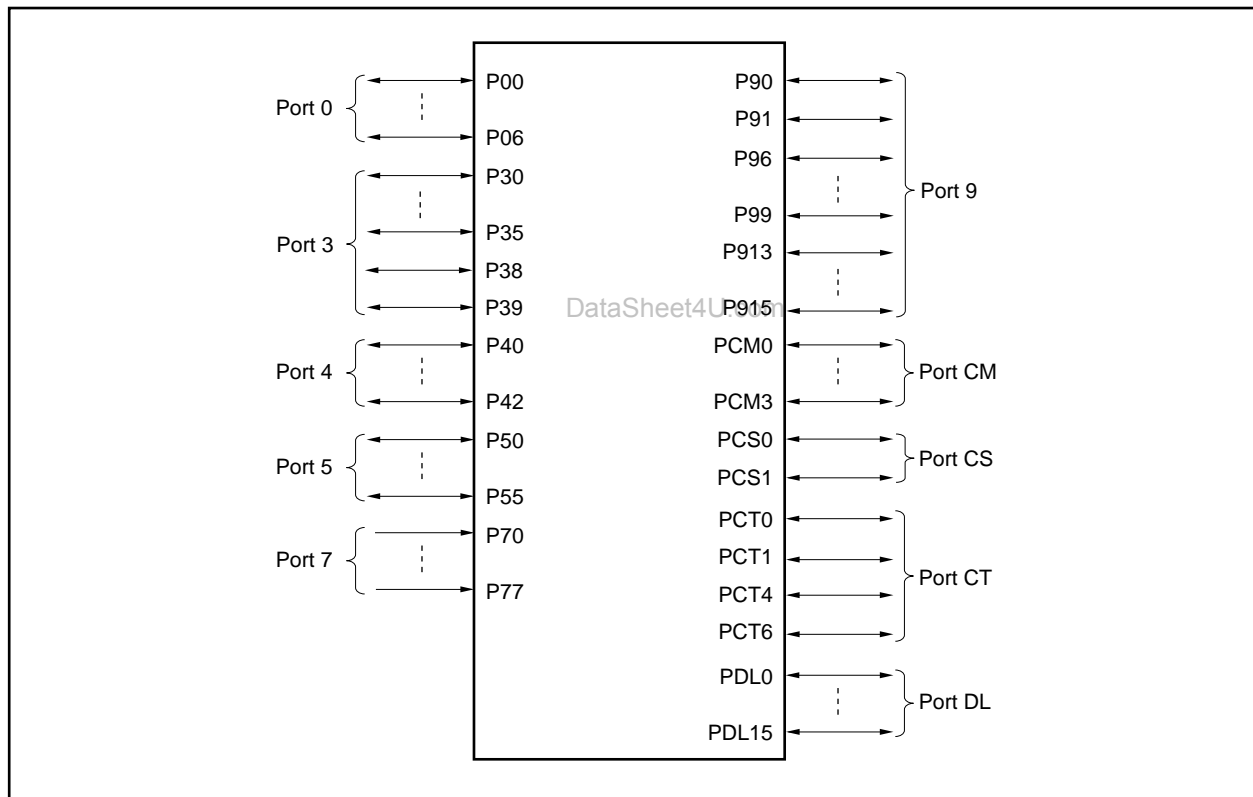 Port 0
P00
P06
Port 3
P30
P35
P38
P39
Port 4
P40
P42
Port 5
P50
P55
Port 7
P70
P77
P90
P91
P96
P99
P913
P915
Port 9
PCM0
PCM3
Port CM
PCS0
PCS1
Port CS
PCT0
PCT1
PCT4
PCT6
Port CT
PDL0
PDL15
Port DL
DataSheet4U.com